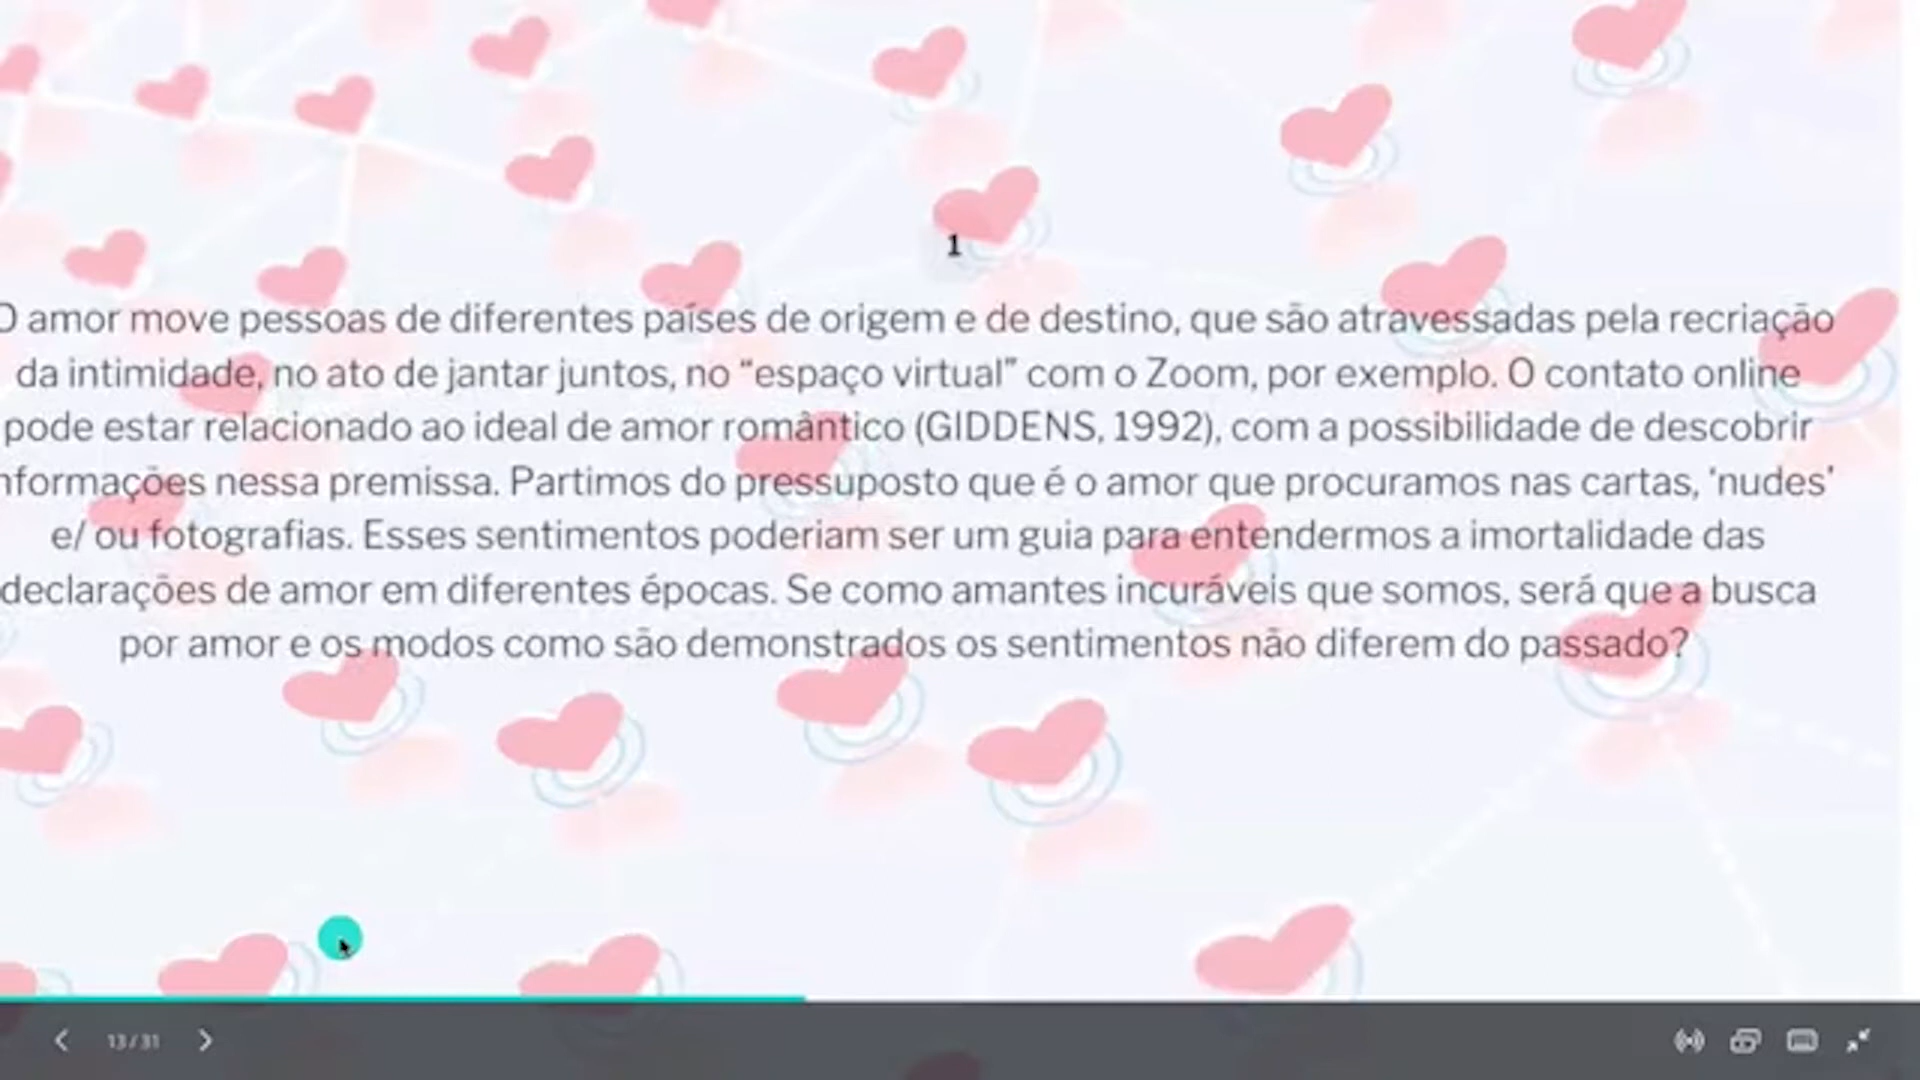 1
O amor move pessoas de diferentes países de origem e de destino, que são atravessadas pela recriação
da intimidade, no ato de jantar juntos, no “espaço virtual” com o Zoom, por exemplo. O contato online
pode estar relacionado ao ideal de amor romântico (GIDDENS, 1992), com a possibilidade de descobrir
nformações nessa premissa. Partimos do pressuposto que é o amor que procuramos nas cartas, ‘nudes’
e/ ou fotografias. Esses sentimentos poderiam ser um guia para entendermos a imortalidade das
declarações de amor em diferentes épocas. Se como amantes incuráveis que somos, será que a busca
por amor e os modos como são demonstrados os sentimentos não diferem do passado?
13/31